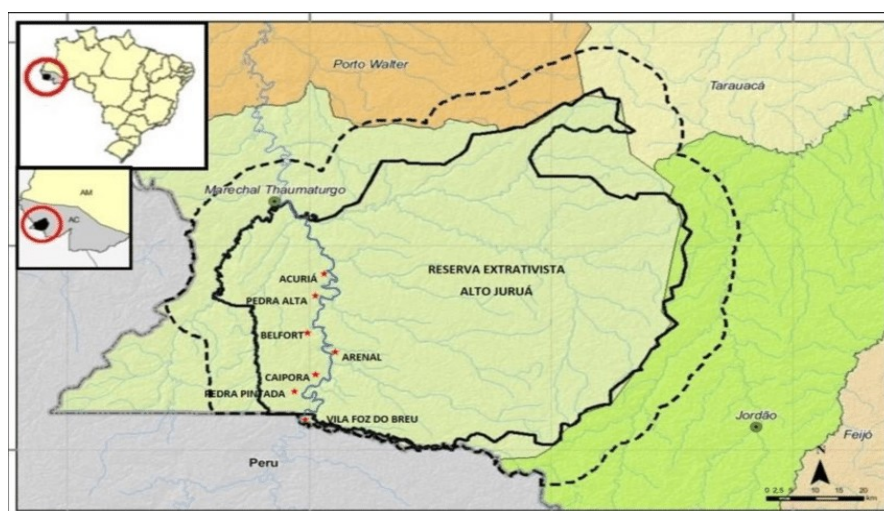 Porto Walter
Tarauacá
AM
AC
Marechal Thaumaturgo
RESERVA EXTRATIVISTA
ALTO JURUÁ
ACURIÁ
PEDRA ALTA
BELFORT
ARENAL
CAIPORA
PEDRA PINTADA
VILA FOZ DO BREU
Jordão
Feijó
Peru
N
0 2,5 5 10 15 20
km